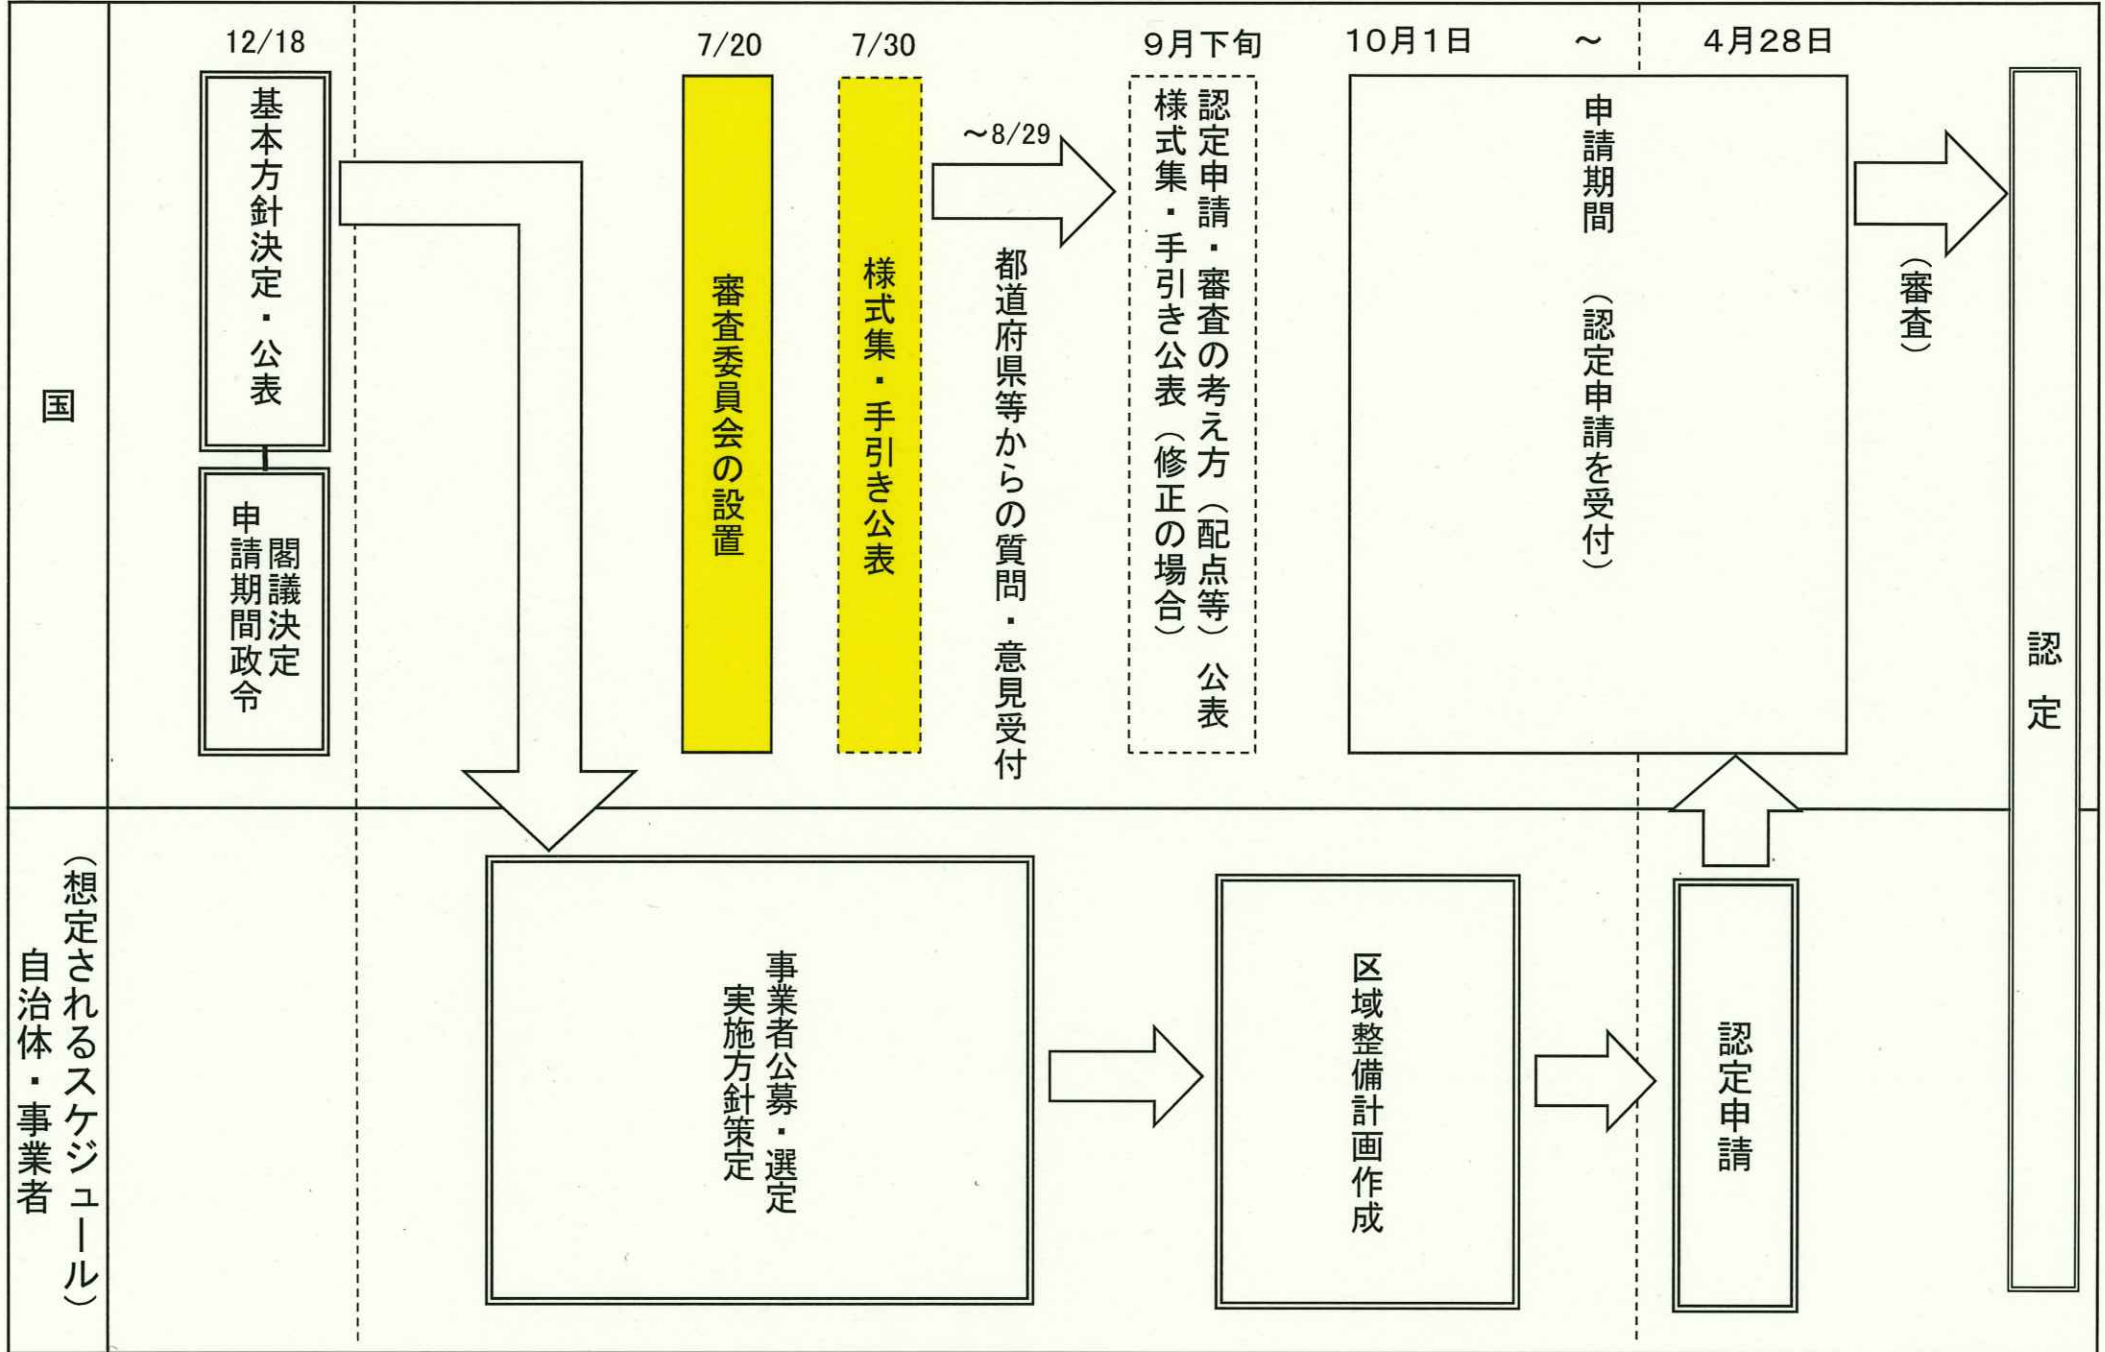 国
12/18
基本方針決定・公表
閣議決定
申請期間政令
7/20
審査委員会の設置
7/30
様式集・手引き公表
～8/29
都道府県等からの質問・意見受付
9月下旬
認定申請・審査の考え方（配点等）公表
様式集・手引き公表（修正の場合）
10月1日　～　4月28日
申請期間　（認定申請を受付）
（審査）
認定
（想定されるスケジュール）
自治体・事業者
事業者公募・選定
実施方針策定
区域整備計画作成
認定申請